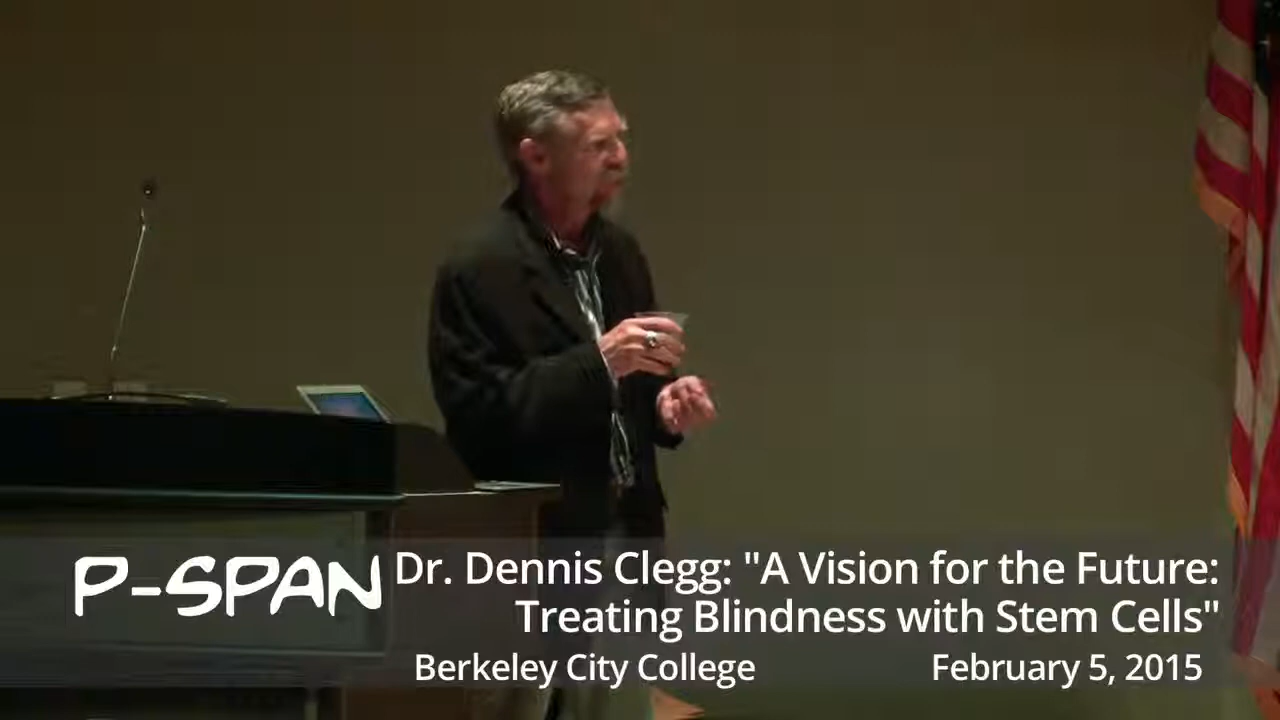 P-SPAN
Dr. Dennis Clegg: "A Vision for the Future:
Treating Blindness with Stem Cells"
Berkeley City College February 5, 2015